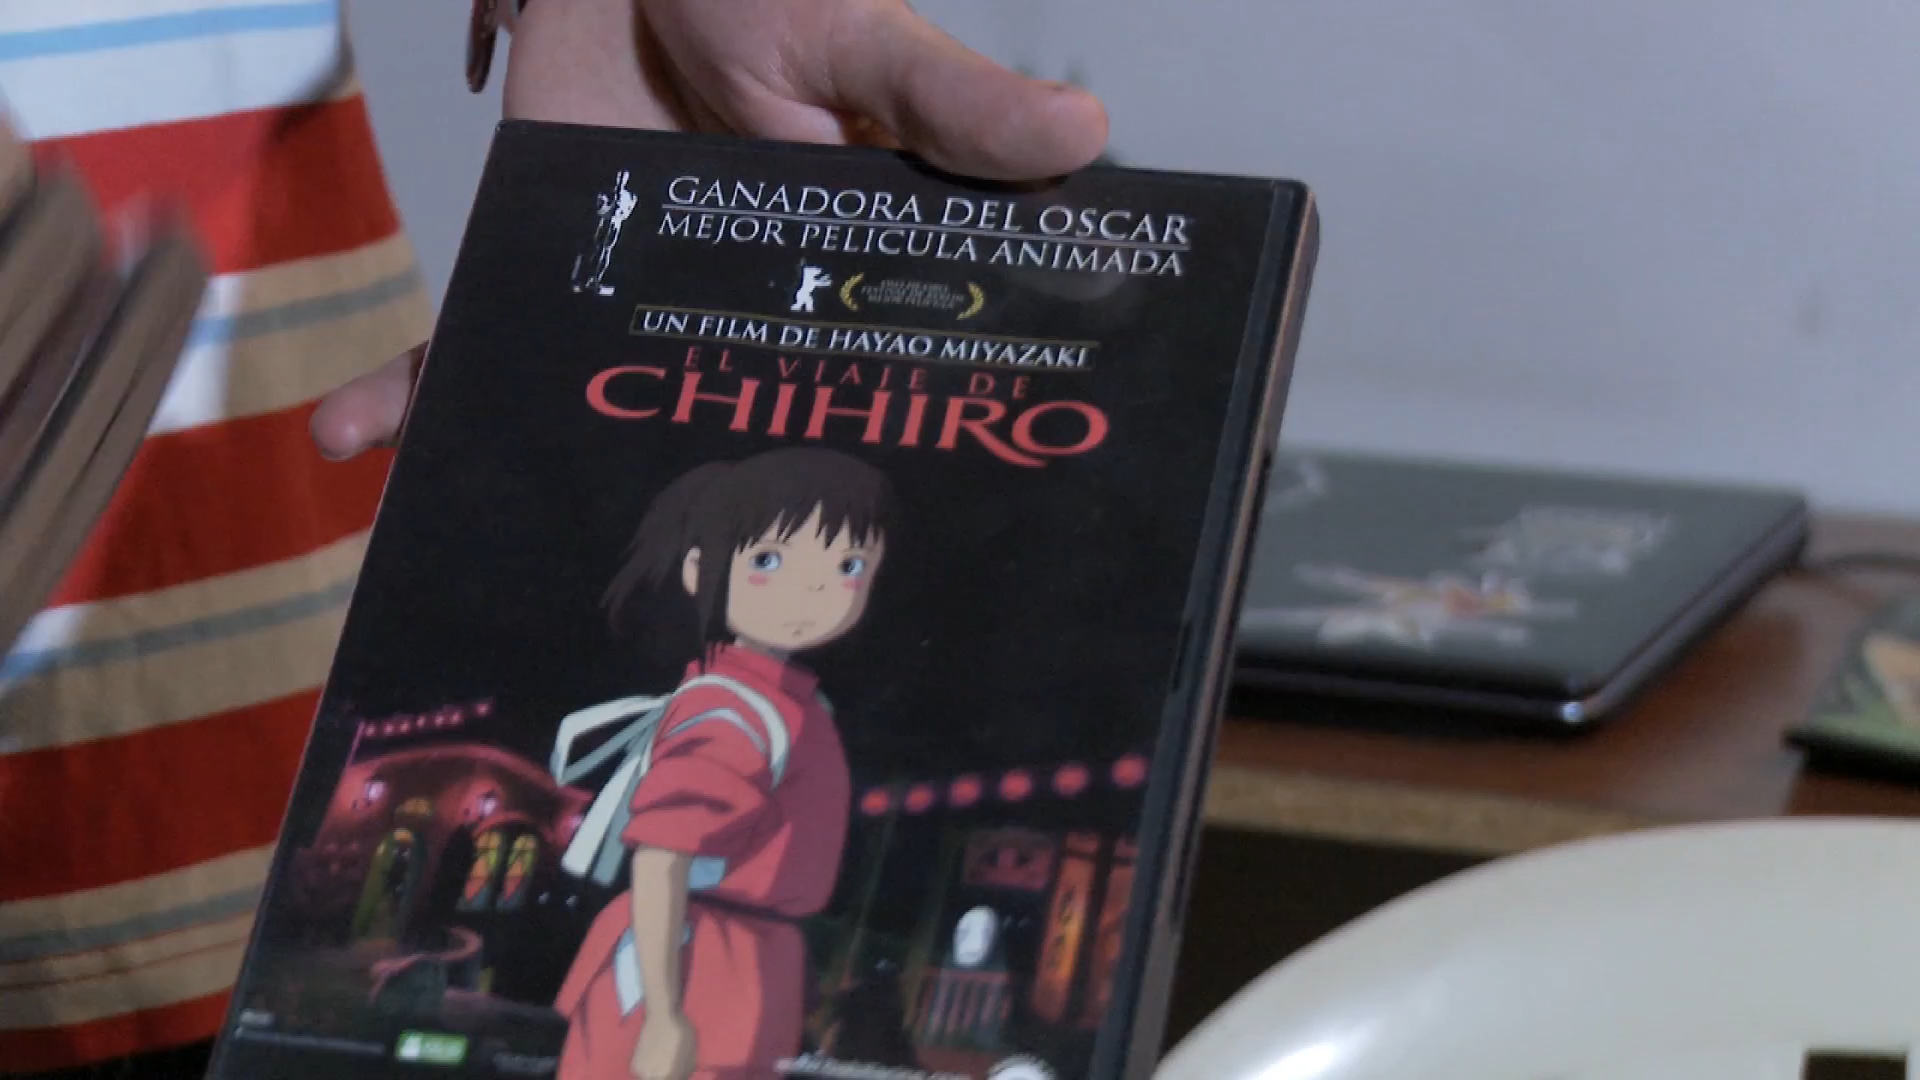 GANADORA DEL OSCAR
MEJOR PELICULA ANIMADA
UN FILM DE HAYAO MIYAZAKI
EL VIAJE DE
CHIHIRO